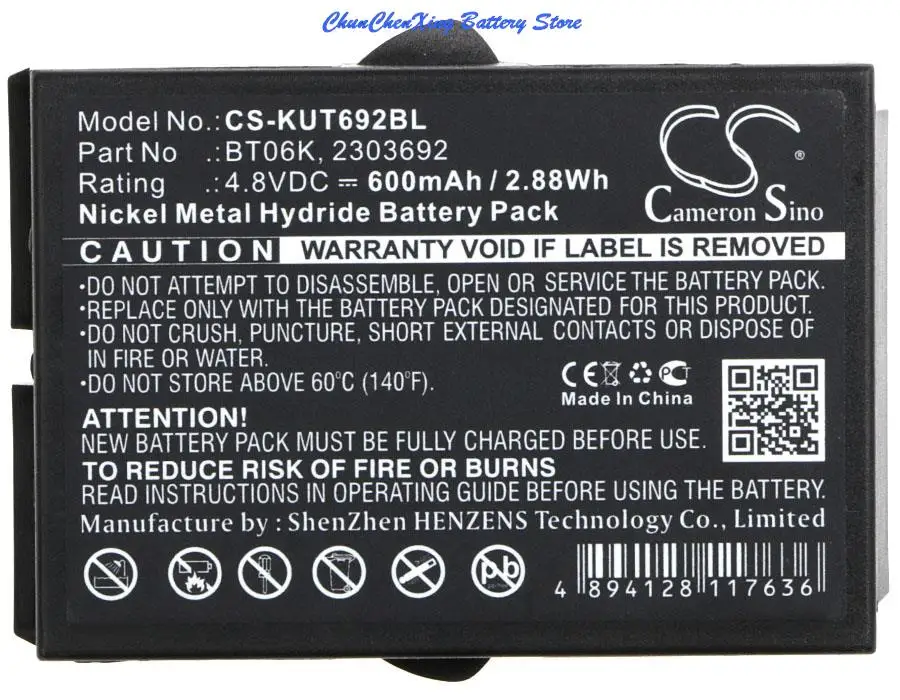 ChunChenXing Battery Store
Model No.: CS-KUT692BL
Part No .: BT06K, 2303692
Rating .: 4.8VDC ⎓ 600mAh / 2.88Wh
Nickel Metal Hydride Battery Pack
CS ®
Cameron Sino
CAUTION WARRANTY VOID IF LABEL IS REMOVED
•DO NOT ATTEMPT TO DISASSEMBLE, OPEN OR SERVICE THE BATTERY PACK.
•REPLACE ONLY WITH THE BATTERY PACK DESIGNATED FOR THIS PRODUCT.
•DO NOT CRUSH, PUNCTURE, SHORT EXTERNAL CONTACTS OR DISPOSE OF
IN FIRE OR WATER.
•DO NOT STORE ABOVE 60°C (140°F).
CE PCT
Made In China
ATTENTION!
NEW BATTERY PACK MUST BE FULLY CHARGED BEFORE USE.
TO REDUCE RISK OF FIRE OR BURNS
READ INSTRUCTIONS IN OPERATING GUIDE BEFORE USING THE BATTERY.
Manufacture by : ShenZhen HENZENS Technology Co., Limited
Pb
4 894128 117636